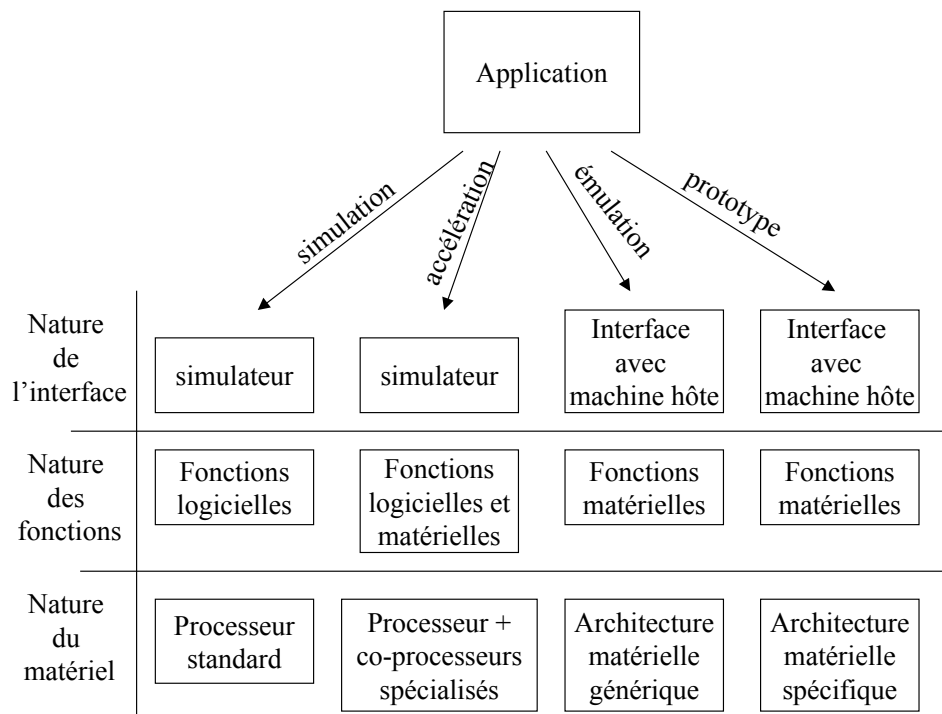 Application
simulation
accélération
émulation
prototype
Nature
de
l’interface
simulateur
simulateur
Interface
avec
machine hôte
Interface
avec
machine hôte
Nature
des
fonctions
Fonctions
logicielles
Fonctions
logicielles et
matérielles
Fonctions
matérielles
Fonctions
matérielles
Nature
du
matériel
Processeur
standard
Processeur +
co-processeurs
spécialisés
Architecture
matérielle
générique
Architecture
matérielle
spécifique